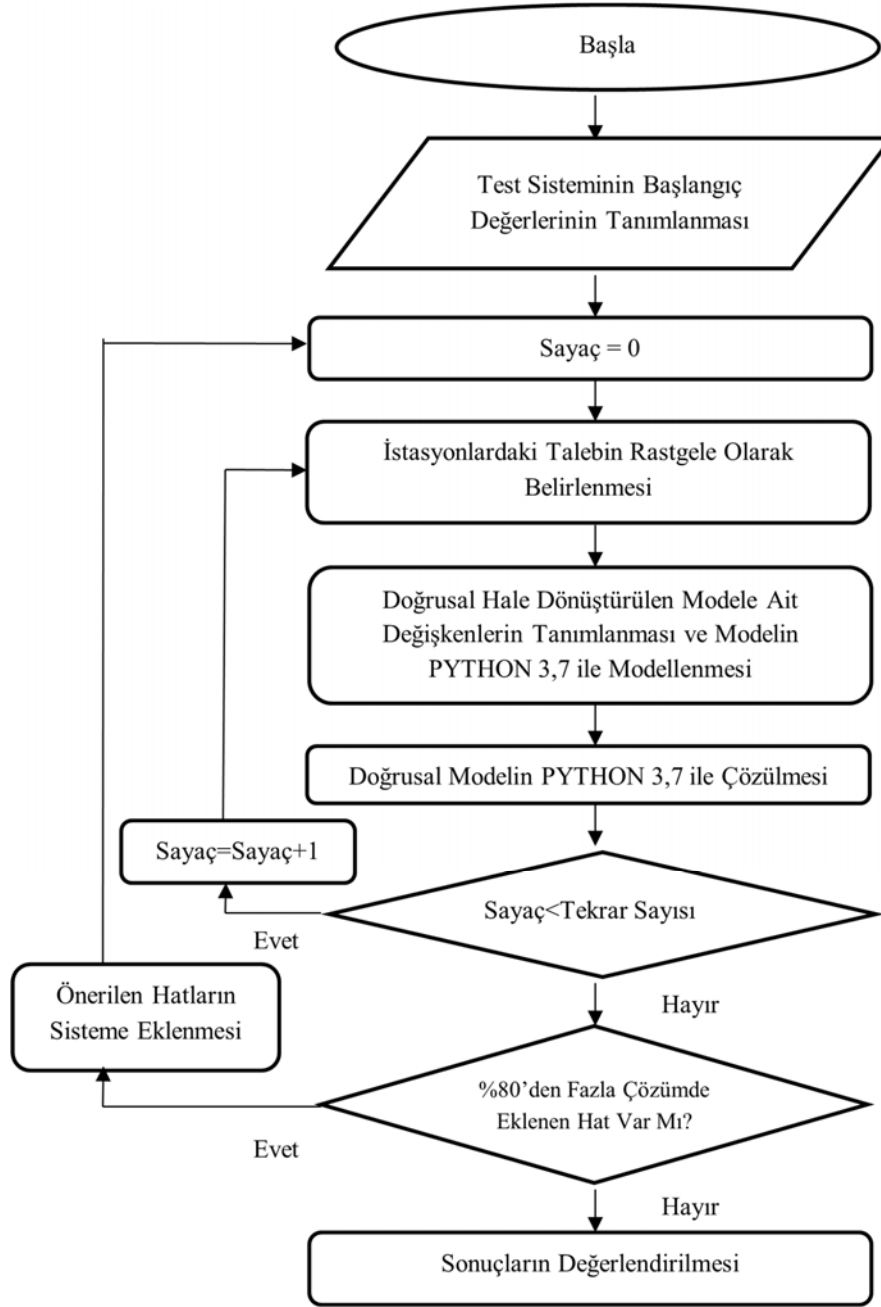 Başla
Test Sisteminin Başlangıç
Değerlerinin Tanımlanması
Sayaç = 0
İstasyonlardaki Talebin Rastgele Olarak
Belirlenmesi
Doğrusal Hale Dönüştürülen Modele Ait
Değişkenlerin Tanımlanması ve Modelin
PYTHON 3,7 ile Modellenmesi
Doğrusal Modelin PYTHON 3,7 ile Çözülmesi
Sayaç=Sayaç+1
Sayaç<Tekrar Sayısı
Evet
Hayır
Önerilen Hatların
Sisteme Eklenmesi
%80’den Fazla Çözümde
Eklenen Hat Var Mı?
Evet
Hayır
Sonuçların Değerlendirilmesi